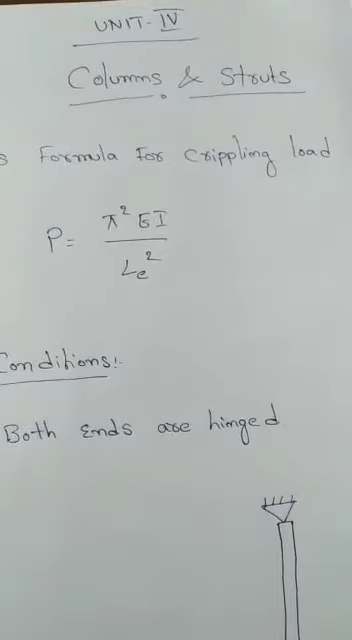 UNIT-IV
Columns & Struts
s Formula For Crippling load
P = π² EI / Le²
Conditions:-
Both Ends are hinged